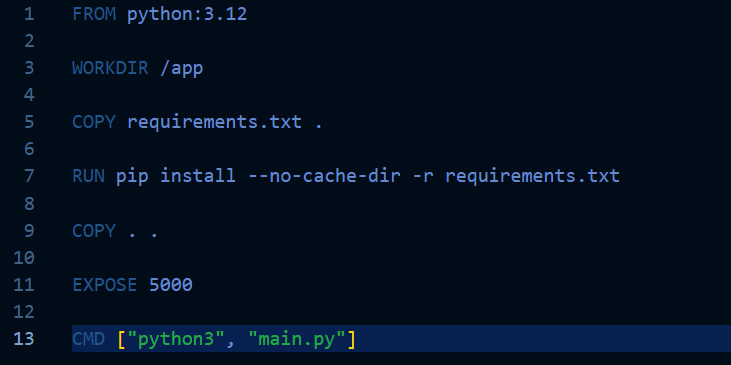 1 FROM python:3.12
2
3 WORKDIR /app
4
5 COPY requirements.txt .
6
7 RUN pip install --no-cache-dir -r requirements.txt
8
9 COPY . .
10
11 EXPOSE 5000
12
13 CMD ["python3", "main.py"]